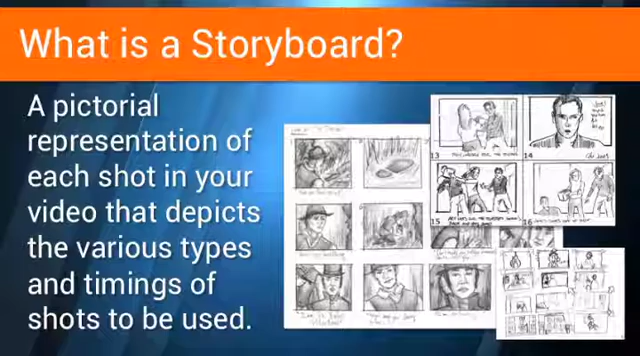 What is a Storyboard?
A pictorial
representation of
each shot in your
video that depicts
the various types
and timings of
shots to be used.
13
14
15
16